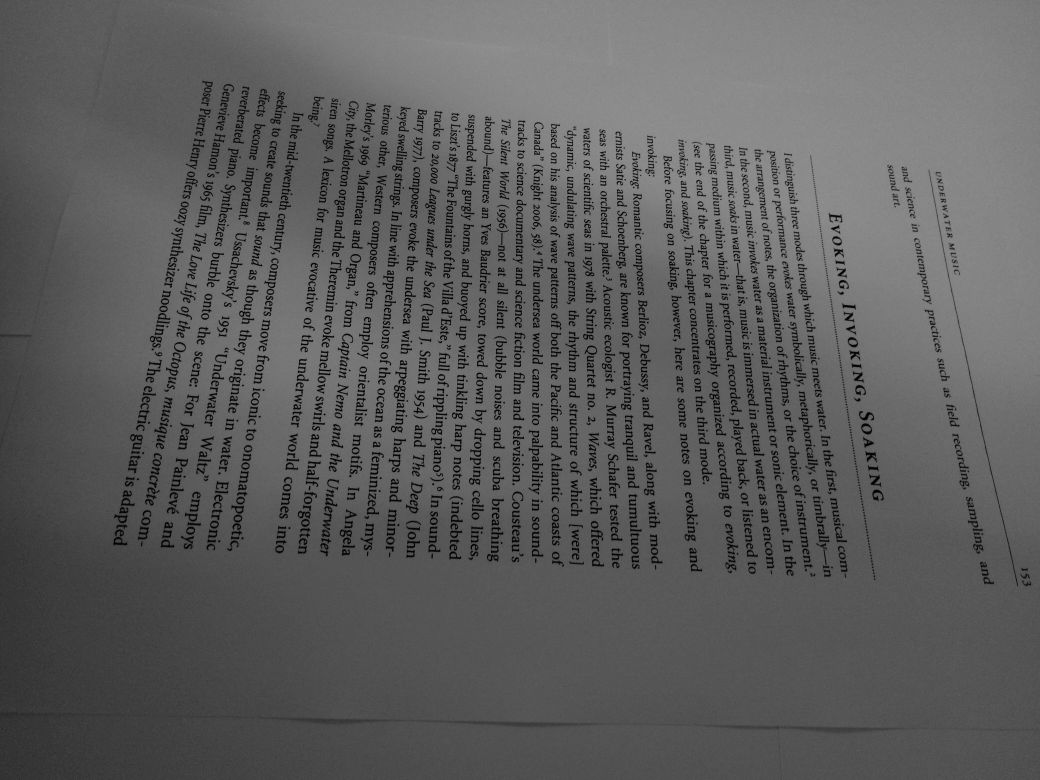 UNDERWATER MUSIC
153
and science in contemporary practices such as field recording, sampling, and
sound art.
Evoking, Invoking, Soaking
I distinguish three modes through which music meets water. In the first, musical com-
position or performance evokes water symbolically, metaphorically, or timbrally—in
the arrangement of notes, the organization of rhythms, or the choice of instrument.²
In the second, music invokes water as a material instrument or sonic element. In the
third, music soaks in water—that is, music is immersed in actual water as an encom-
passing medium within which it is performed, recorded, played back, or listened to
(see the end of the chapter for a musicography organized according to evoking,
invoking, and soaking). This chapter concentrates on the third mode.
Before focusing on soaking, however, here are some notes on evoking and
invoking:
Evoking: Romantic composers Berlioz, Debussy, and Ravel, along with mod-
ernists Satie and Schoenberg, are known for portraying tranquil and tumultuous
seas with an orchestral palette.³ Acoustic ecologist R. Murray Schafer tested the
waters of scientific seas in 1978 with String Quartet no. 2, Waves, which offered
“dynamic, undulating wave patterns, the rhythm and structure of which [were]
based on his analysis of wave patterns off both the Pacific and Atlantic coasts of
Canada” (Knight 2006, 58).⁴ The undersea world came into palpability in sound-
tracks to science documentary and science fiction film and television. Cousteau’s
The Silent World (1956)—not at all silent (bubble noises and scuba breathing
abound)—features an Yves Baudrier score, towed down by dropping cello lines,
suspended with gurgly horns, and buoyed up with tinkling harp notes (indebted
to Liszt’s 1877 “The Fountains of the Villa d’Este,” full of rippling piano⁵).⁶ In sound-
tracks to 20,000 Leagues under the Sea (Paul J. Smith 1954) and The Deep (John
Barry 1977), composers evoke the undersea with arpeggiating harps and minor-
keyed swelling strings. In line with apprehensions of the ocean as a feminized, mys-
terious other, Western composers often employ orientalist motifs. In Angela
Morley’s 1969 “Martineau and Organ,” from Captain Nemo and the Underwater
City, the Mellotron organ and the Theremin evoke mellow swirls and half-forgotten
siren songs. A lexicon for music evocative of the underwater world comes into
being.⁷
In the mid-twentieth century, composers move from iconic to onomatopoetic,
seeking to create sounds that sound as though they originate in water. Electronic
effects become important.⁸ Ussachevsky’s 1951 “Underwater Waltz” employs
reverberated piano. Synthesizers burble onto the scene: For Jean Painlevé and
Genevieve Hamon’s 1965 film, The Love Life of the Octopus, musique concrète com-
poser Pierre Henry offers oozy synthesizer noodlings.⁹ The electric guitar is adapted